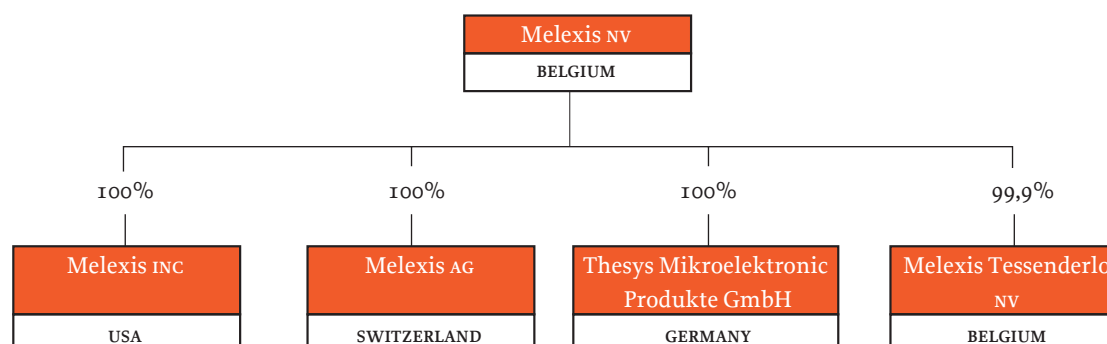 Melexis NV
BELGIUM
100%
100%
100%
99,9%
Melexis INC
USA
Melexis AG
SWITZERLAND
Thesys Mikroelektronic
Produkte GmbH
GERMANY
Melexis Tessenderlo
NV
BELGIUM